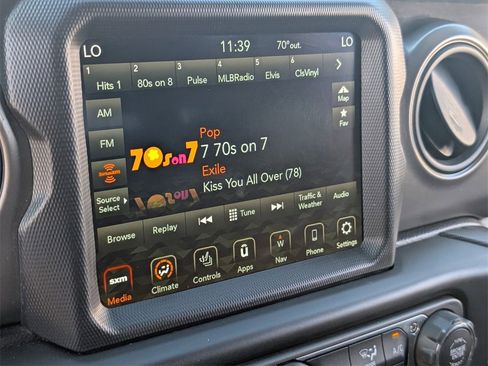 LO 11:39 70°out. LO
1 2 3 4 5 6
Hits 1 80s on 8 Pulse MLBRadio Elvis ClsVinyl
Map
AM
Fav
Pop
FM
70s on 7 7 70s on 7
SiriusXM
Exile
Kiss You All Over (78)
Source
Select
Browse Replay Tune Traffic &
Weather Audio
sxm û W
Media Climate Controls Apps Nav Phone Settings
A/C